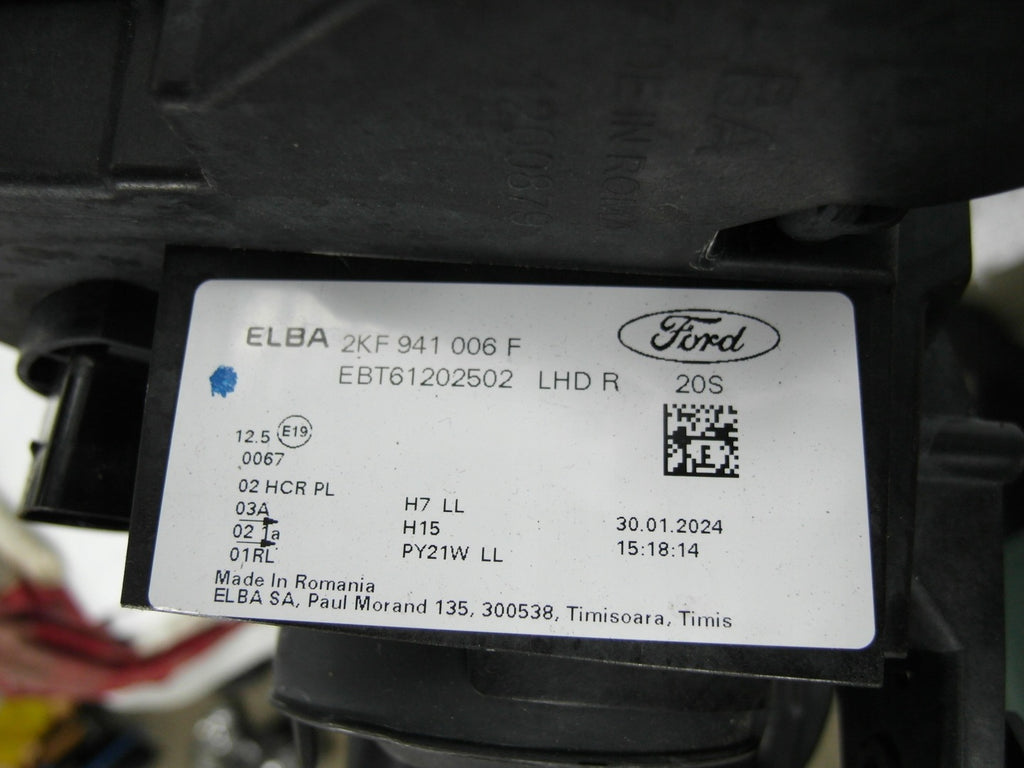 ELBA 2KF 941 006 F
Ford
EBT61202502 LHD R
20S
12.5 E19
0067
02 HCR PL
03A
02 1a
01RL
H7 LL
H15
PY21W LL
30.01.2024
15:18:14
Made In Romania
ELBA SA, Paul Morand 135, 300538, Timisoara, Timis